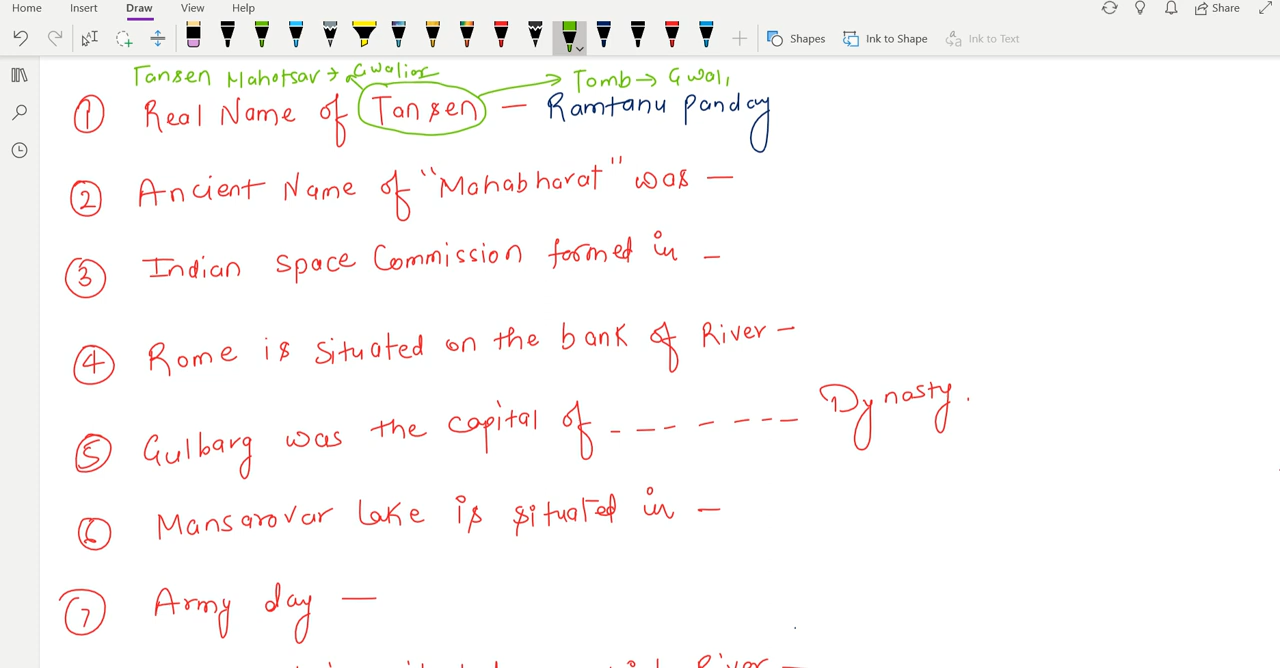 Home Insert Draw View Help
Share
Shapes Ink to Shape Ink to Text
Tansen Mahotsav → Gwalior
Tomb → Gwali
① Real Name of Tansen — Ramtanu Panday
② Ancient Name of "Mahabharat" was —
③ Indian Space Commission formed in –
④ Rome is situated on the bank of River –
⑤ Gulbarg was the capital of - - - - - - - Dynasty.
⑥ Mansarovar Lake is situated in –
⑦ Army day —
River —